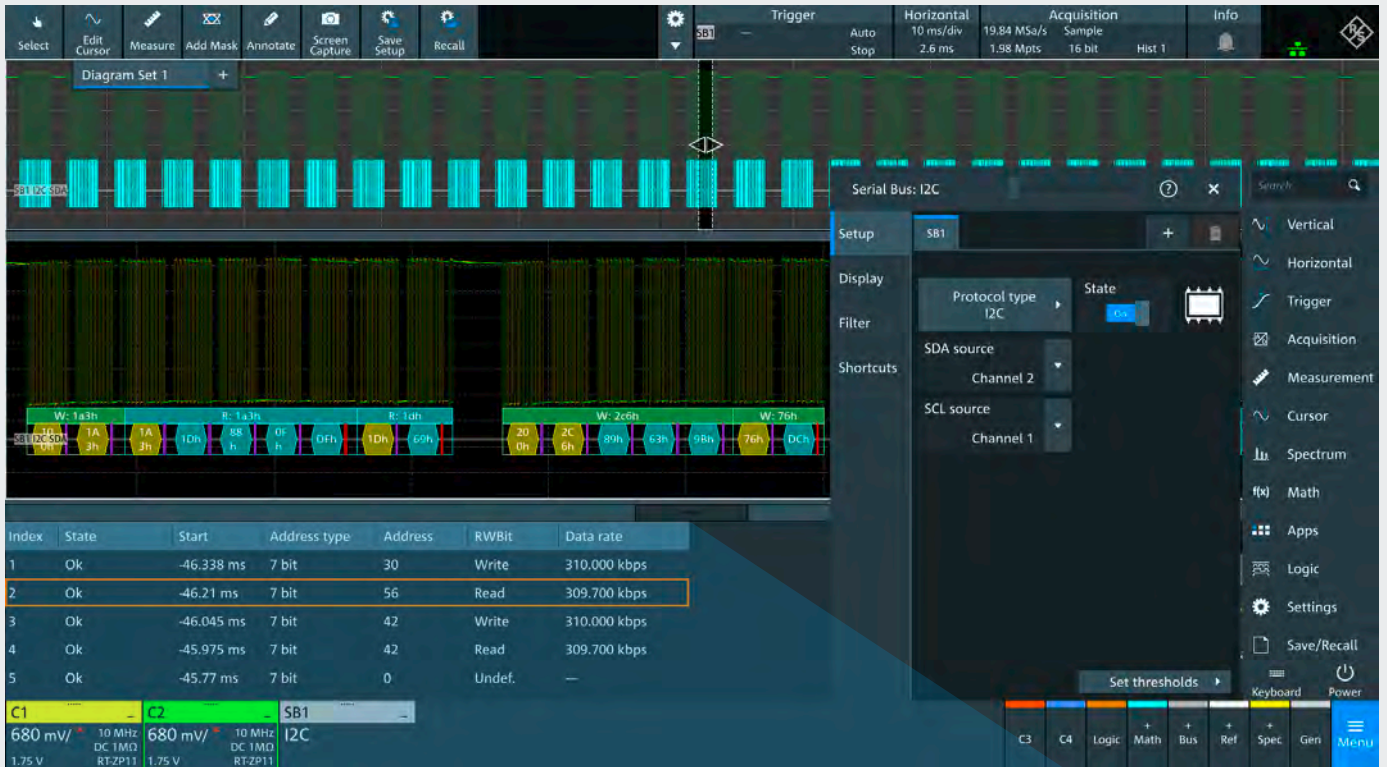 Select
Edit
Cursor
Measure
Add Mask
Annotate
Screen
Capture
Save
Setup
Recall
SB1
Trigger
Auto
Stop
Horizontal
10 ms/div
2.6 ms
Acquisition
19.84 MSa/s Sample
1.98 Mpts 16 bit Hist 1
Info
R&S
Diagram Set 1 +
SB1 I2C SDA
W: 1a3h R: 1a3h R: 1dh W: 2c6h W: 76h
SB1 I2C SDA
10
0h
1A
3h
1A
3h
1Dh
88
h
0F
h
0Fh
1Dh
69h
20
0h
2C
6h
89h
63h
9Bh
76h
DCh
Index State Start Address type Address RWBit Data rate
1 Ok -46.338 ms 7 bit 30 Write 310.000 kbps
2 Ok -46.21 ms 7 bit 56 Read 309.700 kbps
3 Ok -46.045 ms 7 bit 42 Write 310.000 kbps
4 Ok -45.975 ms 7 bit 42 Read 309.700 kbps
5 Ok -45.77 ms 7 bit 0 Undef. —
Serial Bus: I2C
Setup
Display
Filter
Shortcuts
SB1
+
Protocol type
I2C
State
On
SDA source
Channel 2
SCL source
Channel 1
Set thresholds
Search
Vertical
Horizontal
Trigger
Acquisition
Measurement
Cursor
Spectrum
f(x) Math
Apps
Logic
Settings
Save/Recall
Keyboard
Power
C1
680 mV/ 10 MHz
DC 1MΩ
1.75 V RT-ZP11
C2
680 mV/ 10 MHz
DC 1MΩ
1.75 V RT-ZP11
SB1
I2C
C3
C4
Logic
+
Math
+
Bus
+
Ref
+
Spec
Gen
Menu